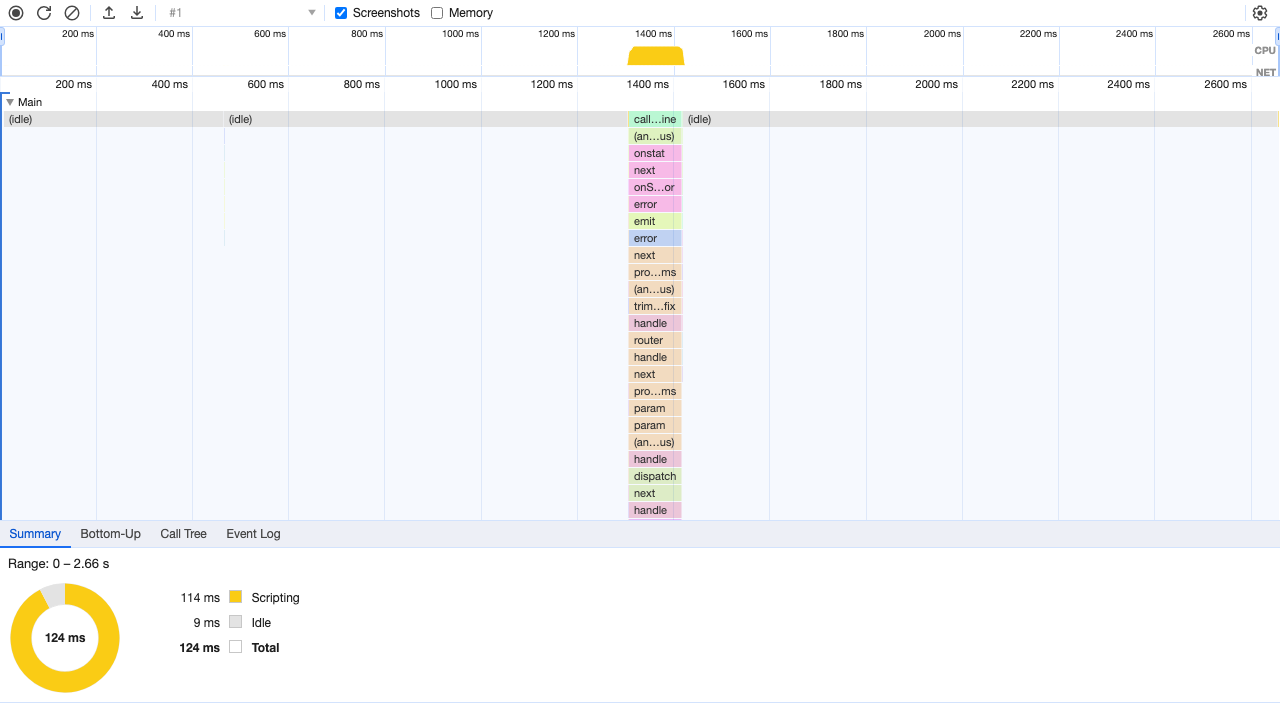 #1 Screenshots Memory
200 ms 400 ms 600 ms 800 ms 1000 ms 1200 ms 1400 ms 1600 ms 1800 ms 2000 ms 2200 ms 2400 ms 2600 ms
CPU
NET
200 ms 400 ms 600 ms 800 ms 1000 ms 1200 ms 1400 ms 1600 ms 1800 ms 2000 ms 2200 ms 2400 ms 2600 ms
Main
(idle) (idle) call…ine (idle)
(an…us)
onstat
next
onS…or
error
emit
error
next
pro…ms
(an…us)
trim…fix
handle
router
handle
next
pro…ms
param
param
(an…us)
handle
dispatch
next
handle
Summary Bottom-Up Call Tree Event Log
Range: 0 – 2.66 s
124 ms
114 ms Scripting
9 ms Idle
124 ms Total